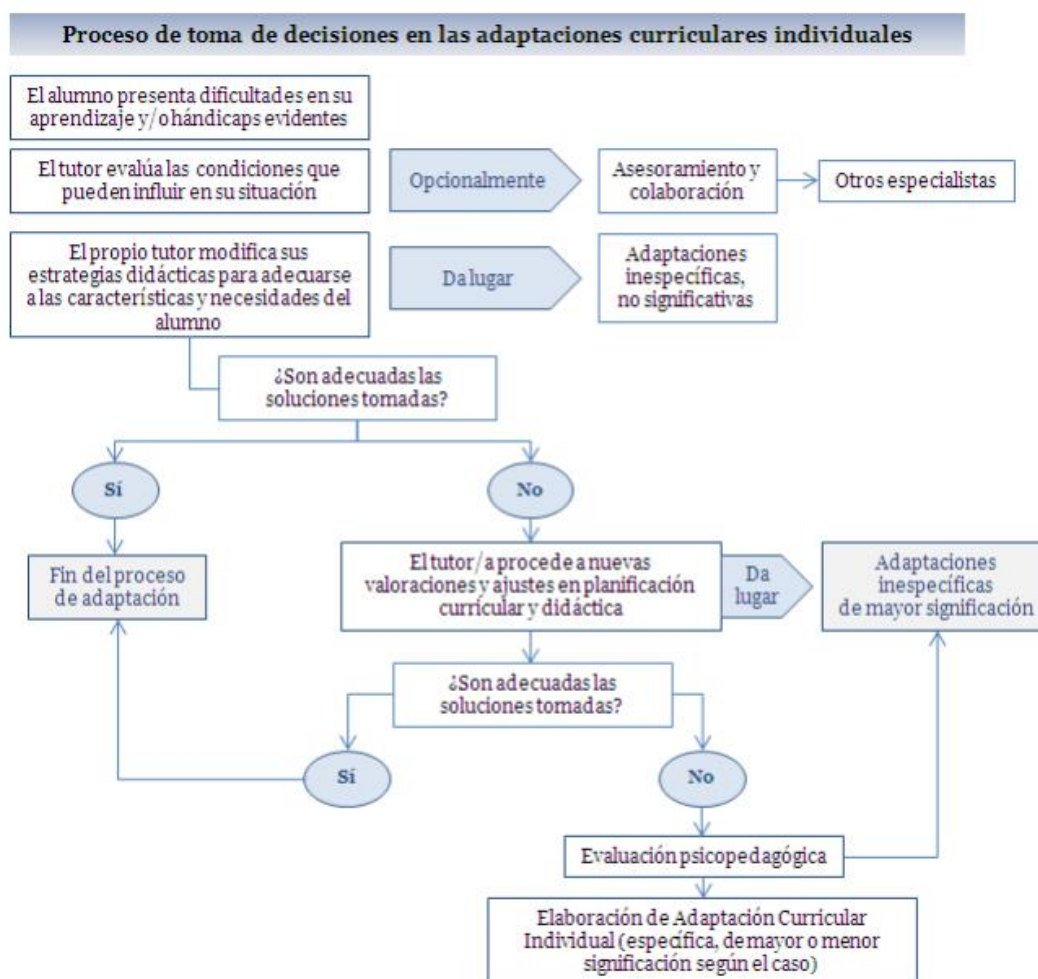 Proceso de toma de decisiones en las adaptaciones curriculares individuales
El alumno presenta dificultades en su
aprendizaje y/o hándicaps evidentes
El tutor evalúa las condiciones que
pueden influir en su situación
Opcionalmente
Asesoramiento y
colaboración
Otros especialistas
El propio tutor modifica sus
estrategias didácticas para adecuarse
a las características y necesidades del
alumno
Da lugar
Adaptaciones
inespecíficas,
no significativas
¿Son adecuadas las
soluciones tomadas?
Sí
No
Fin del proceso
de adaptación
El tutor/a procede a nuevas
valoraciones y ajustes en planificación
currícular y didáctica
Da
lugar
Adaptaciones
inespecíficas
de mayor significación
¿Son adecuadas las
soluciones tomadas?
Sí
No
Evaluación psicopedagógica
Elaboración de Adaptación Curricular
Individual (específica, de mayor o menor
significación según el caso)